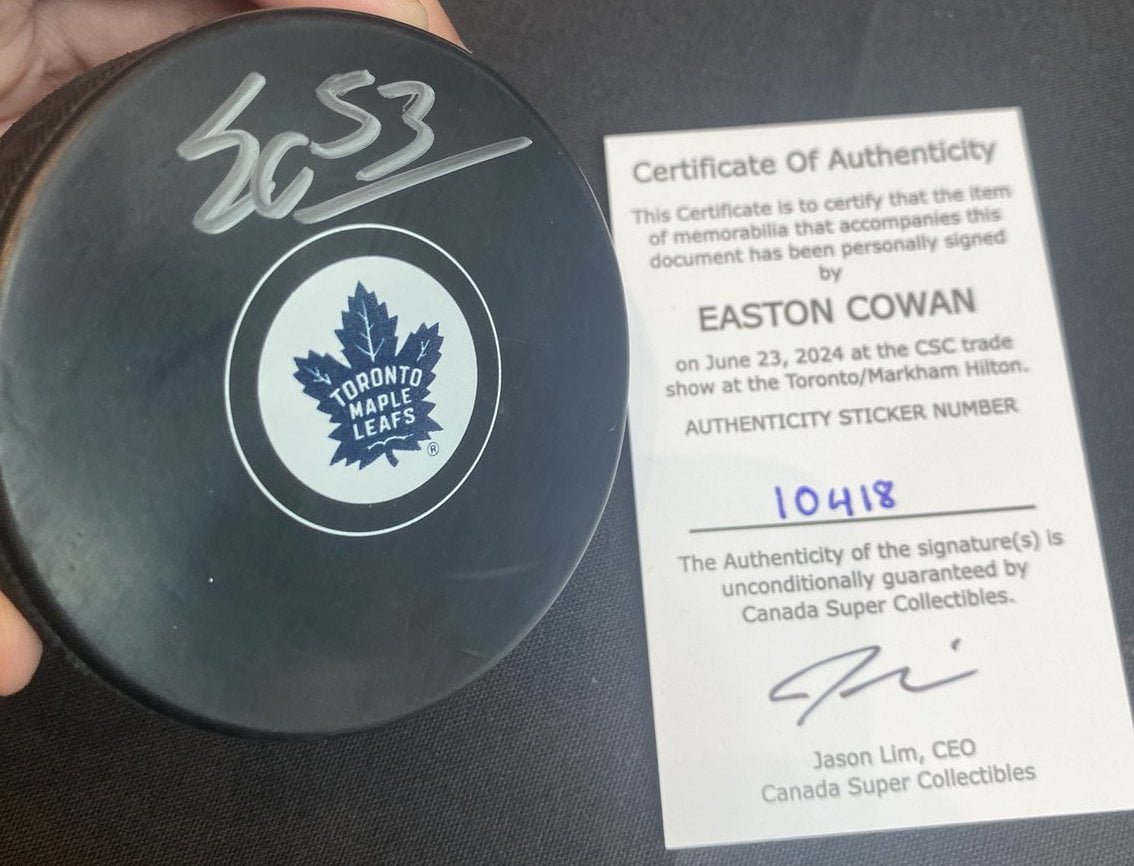 53
TORONTO
MAPLE
LEAFS
®
Certificate Of Authenticity
This Certificate is to certify that the item
of memorabilia that accompanies this
document has been personally signed
by
EASTON COWAN
on June 23, 2024 at the CSC trade
show at the Toronto/Markham Hilton.
AUTHENTICITY STICKER NUMBER
10418
The Authenticity of the signature(s) is
unconditionally guaranteed by
Canada Super Collectibles.
Jason Lim, CEO
Canada Super Collectibles